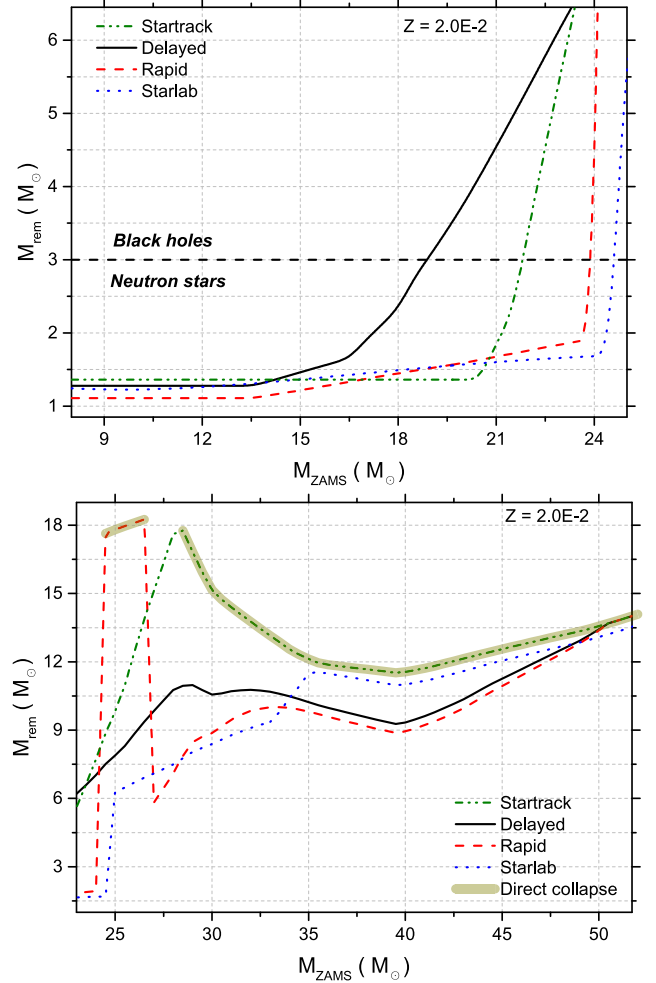 Z = 2.0E-2
Startrack
Delayed
Rapid
Starlab
Black holes
Neutron stars
M_rem ( M_⊙ )
6
5
4
3
2
1
9 12 15 18 21 24
M_ZAMS ( M_⊙ )
Z = 2.0E-2
M_rem ( M_⊙ )
18
15
12
9
6
3
Startrack
Delayed
Rapid
Starlab
Direct collapse
25 30 35 40 45 50
M_ZAMS ( M_⊙ )